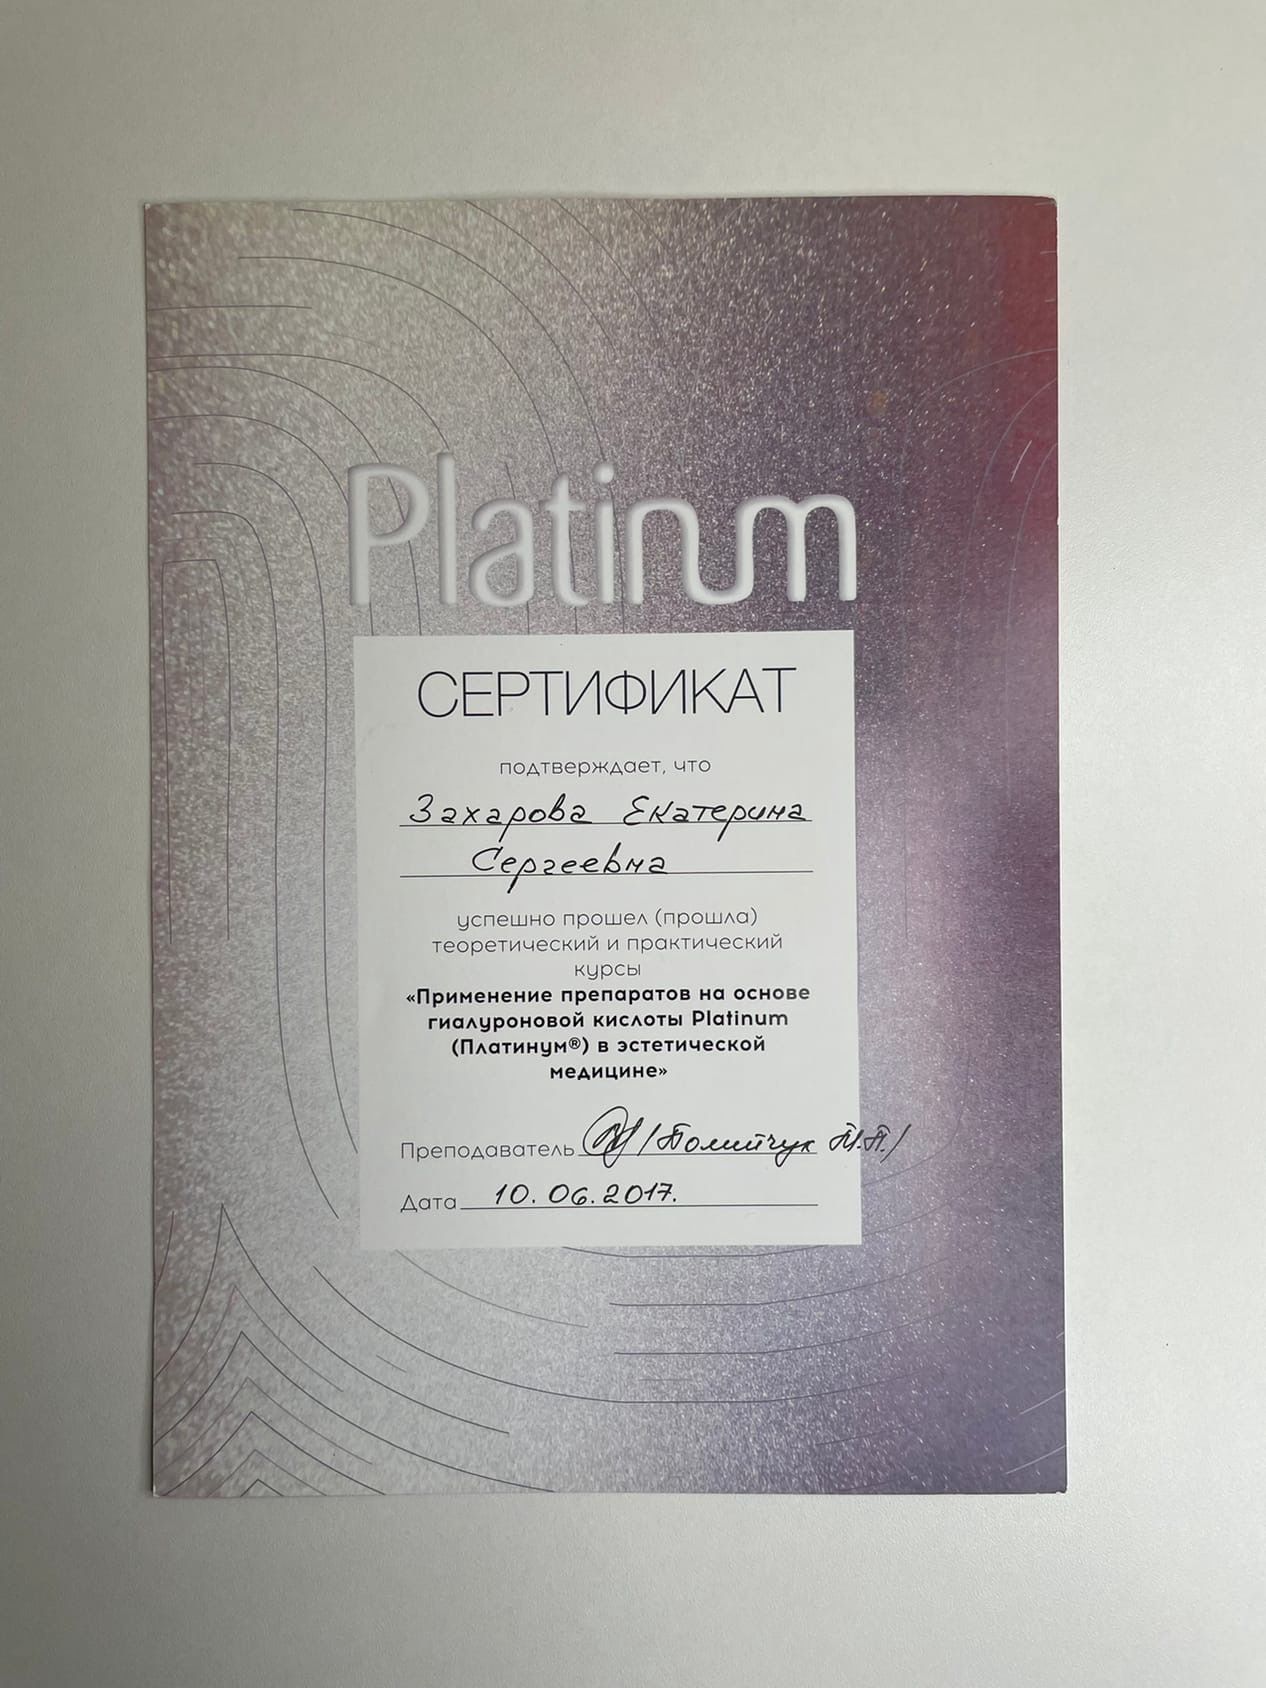 Platinum
СЕРТИФИКАТ
подтверждает, что
Захарова Екатерина
Сергеевна
успешно прошел (прошла)
теоретический и практический
курсы
«Применение препаратов на основе
гиалуроновой кислоты Platinum
(Платинум®) в эстетической
медицине»
Преподаватель
Дата 10.06.2017.